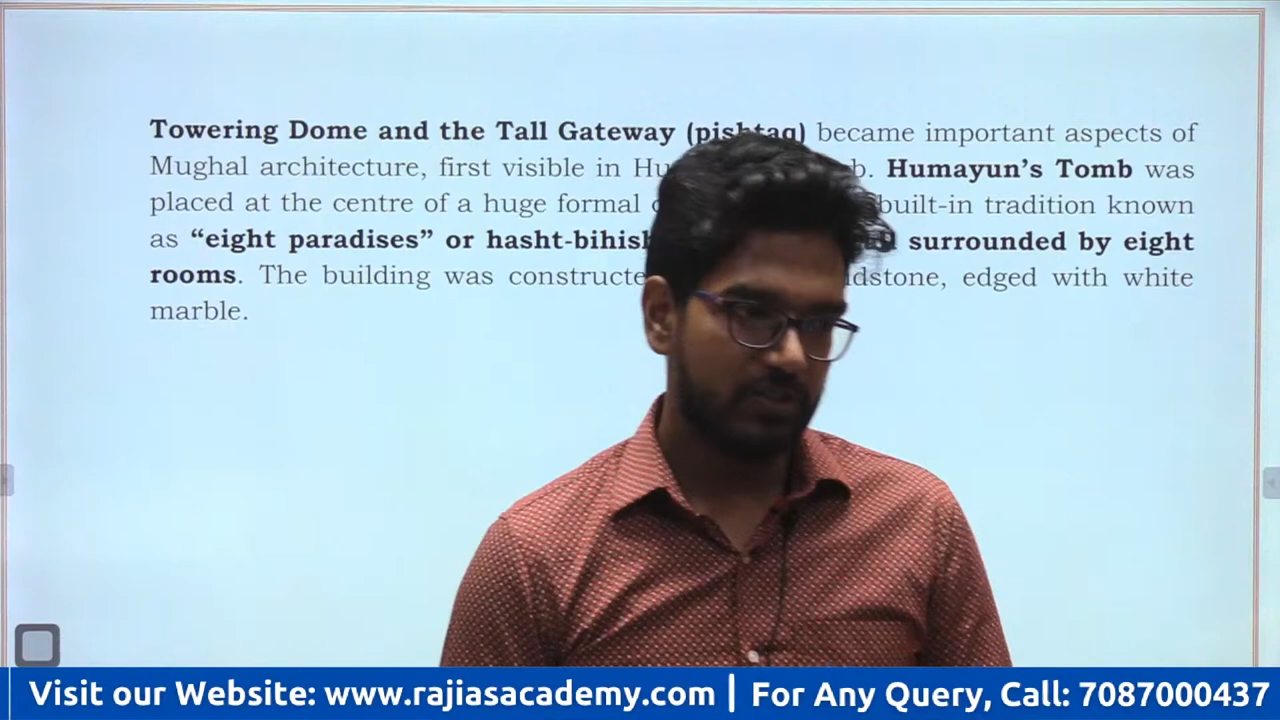 Towering Dome and the Tall Gateway (pishtaq) became important aspects of
Mughal architecture, first visible in Hu b. Humayun’s Tomb was
placed at the centre of a huge formal built-in tradition known
as “eight paradises” or hasht-bihish surrounded by eight
rooms. The building was constructe dstone, edged with white
marble.
Visit our Website: www.rajiasacademy.com | For Any Query, Call: 7087000437